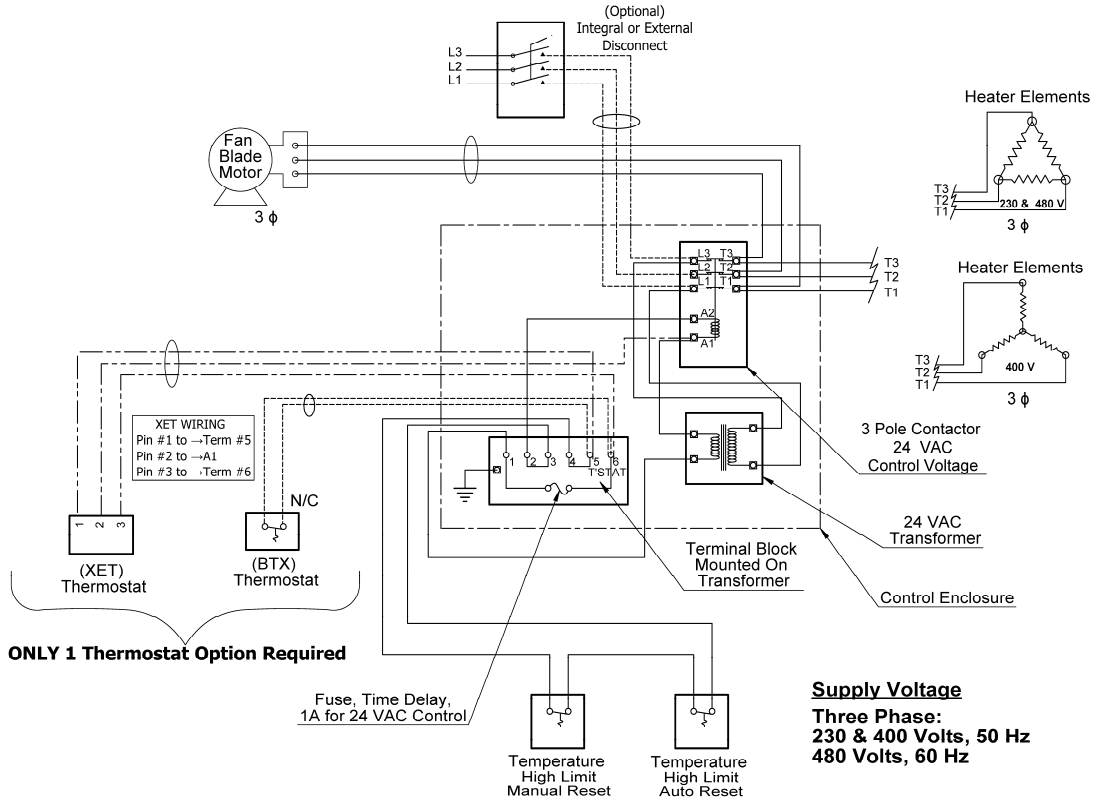 (Optional)
Integral or External
Disconnect
L3
L2
L1
Heater Elements
T3
T2
T1
230 & 480 V
3 ϕ
Fan
Blade
Motor
3 ϕ
L3 T3
L2 T2
L1 T1
A2
A1
T3
T2
T1
Heater Elements
T3
T2
T1
400 V
3 ϕ
XET WIRING
Pin #1 to →Term #5
Pin #2 to →A1
Pin #3 to →Term #6
1 2 3 4 5 6
T'STAT
3 Pole Contactor
24 VAC
Control Voltage
N/C
1 2 3
(XET)
Thermostat
(BTX)
Thermostat
24 VAC
Transformer
Terminal Block
Mounted On
Transformer
Control Enclosure
ONLY 1 Thermostat Option Required
Fuse, Time Delay,
1A for 24 VAC Control
Supply Voltage
Three Phase:
230 & 400 Volts, 50 Hz
480 Volts, 60 Hz
Temperature
High Limit
Manual Reset
Temperature
High Limit
Auto Reset